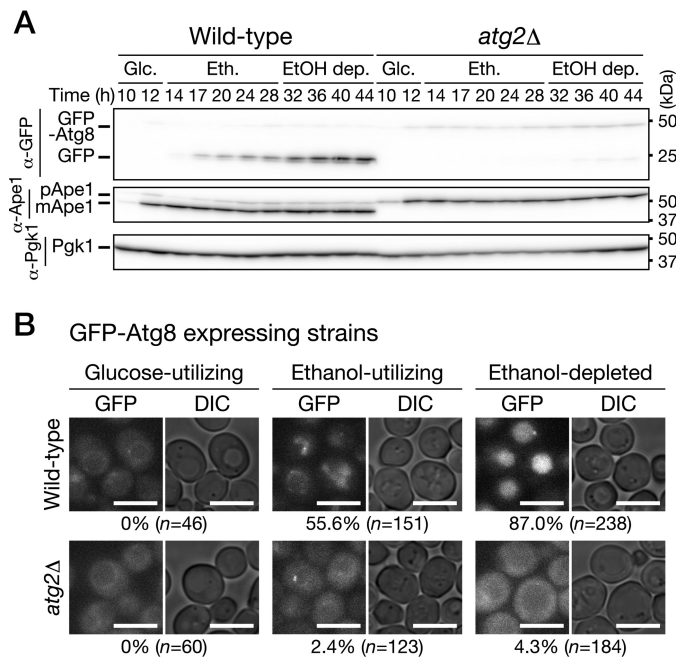 A
Wild-type atg2Δ
Glc. Eth. EtOH dep. Glc. Eth. EtOH dep.
Time (h) 10 12 14 17 20 24 28 32 36 40 44 10 12 14 17 20 24 28 32 36 40 44 (kDa)
α-GFP
GFP
-Atg8
GFP
50
25
α-Ape1
pApe1
mApe1
50
37
α-Pgk1
Pgk1
50
37
B GFP-Atg8 expressing strains
Glucose-utilizing Ethanol-utilizing Ethanol-depleted
GFP DIC GFP DIC GFP DIC
Wild-type
0% (n=46) 55.6% (n=151) 87.0% (n=238)
atg2Δ
0% (n=60) 2.4% (n=123) 4.3% (n=184)